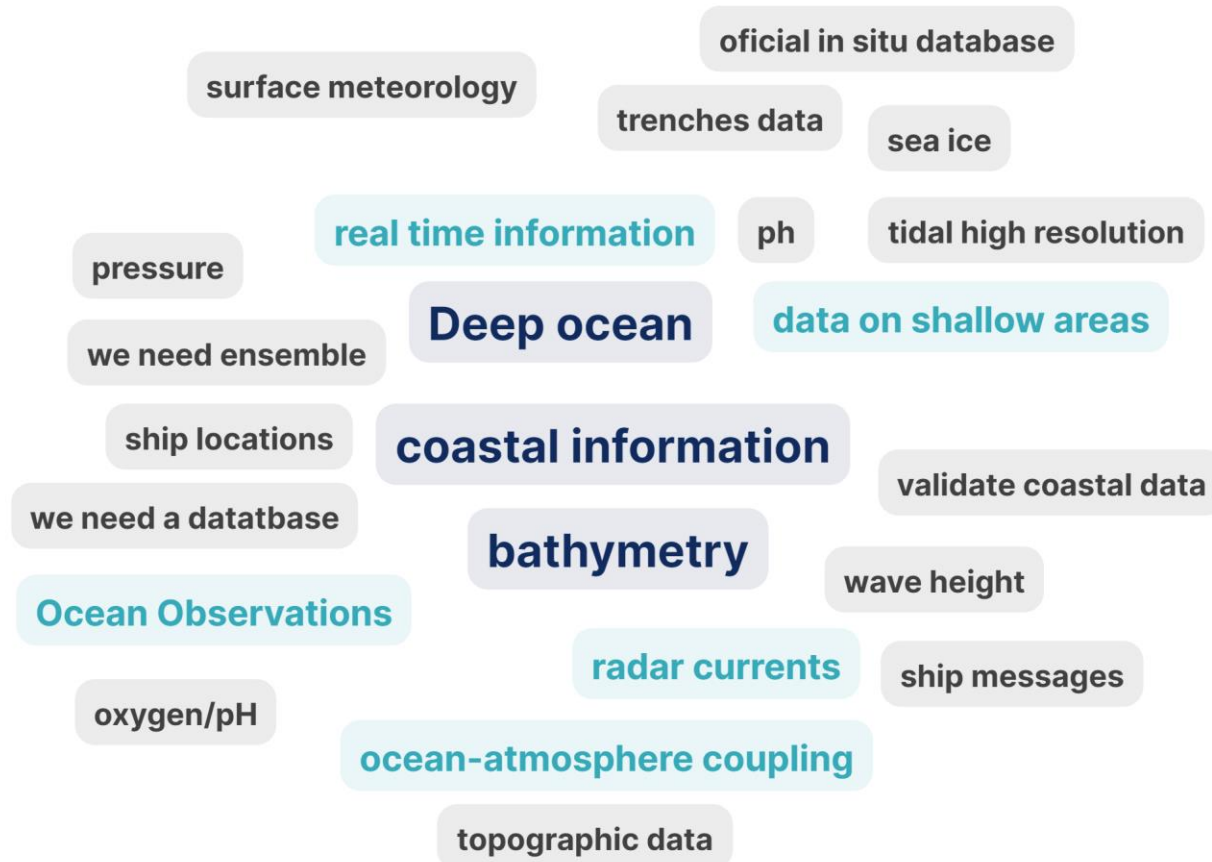 oficial in situ database
surface meteorology
trenches data
sea ice
real time information
ph
tidal high resolution
pressure
Deep ocean
data on shallow areas
we need ensemble
ship locations
coastal information
validate coastal data
we need a datatbase
bathymetry
wave height
Ocean Observations
radar currents
ship messages
oxygen/pH
ocean-atmosphere coupling
topographic data